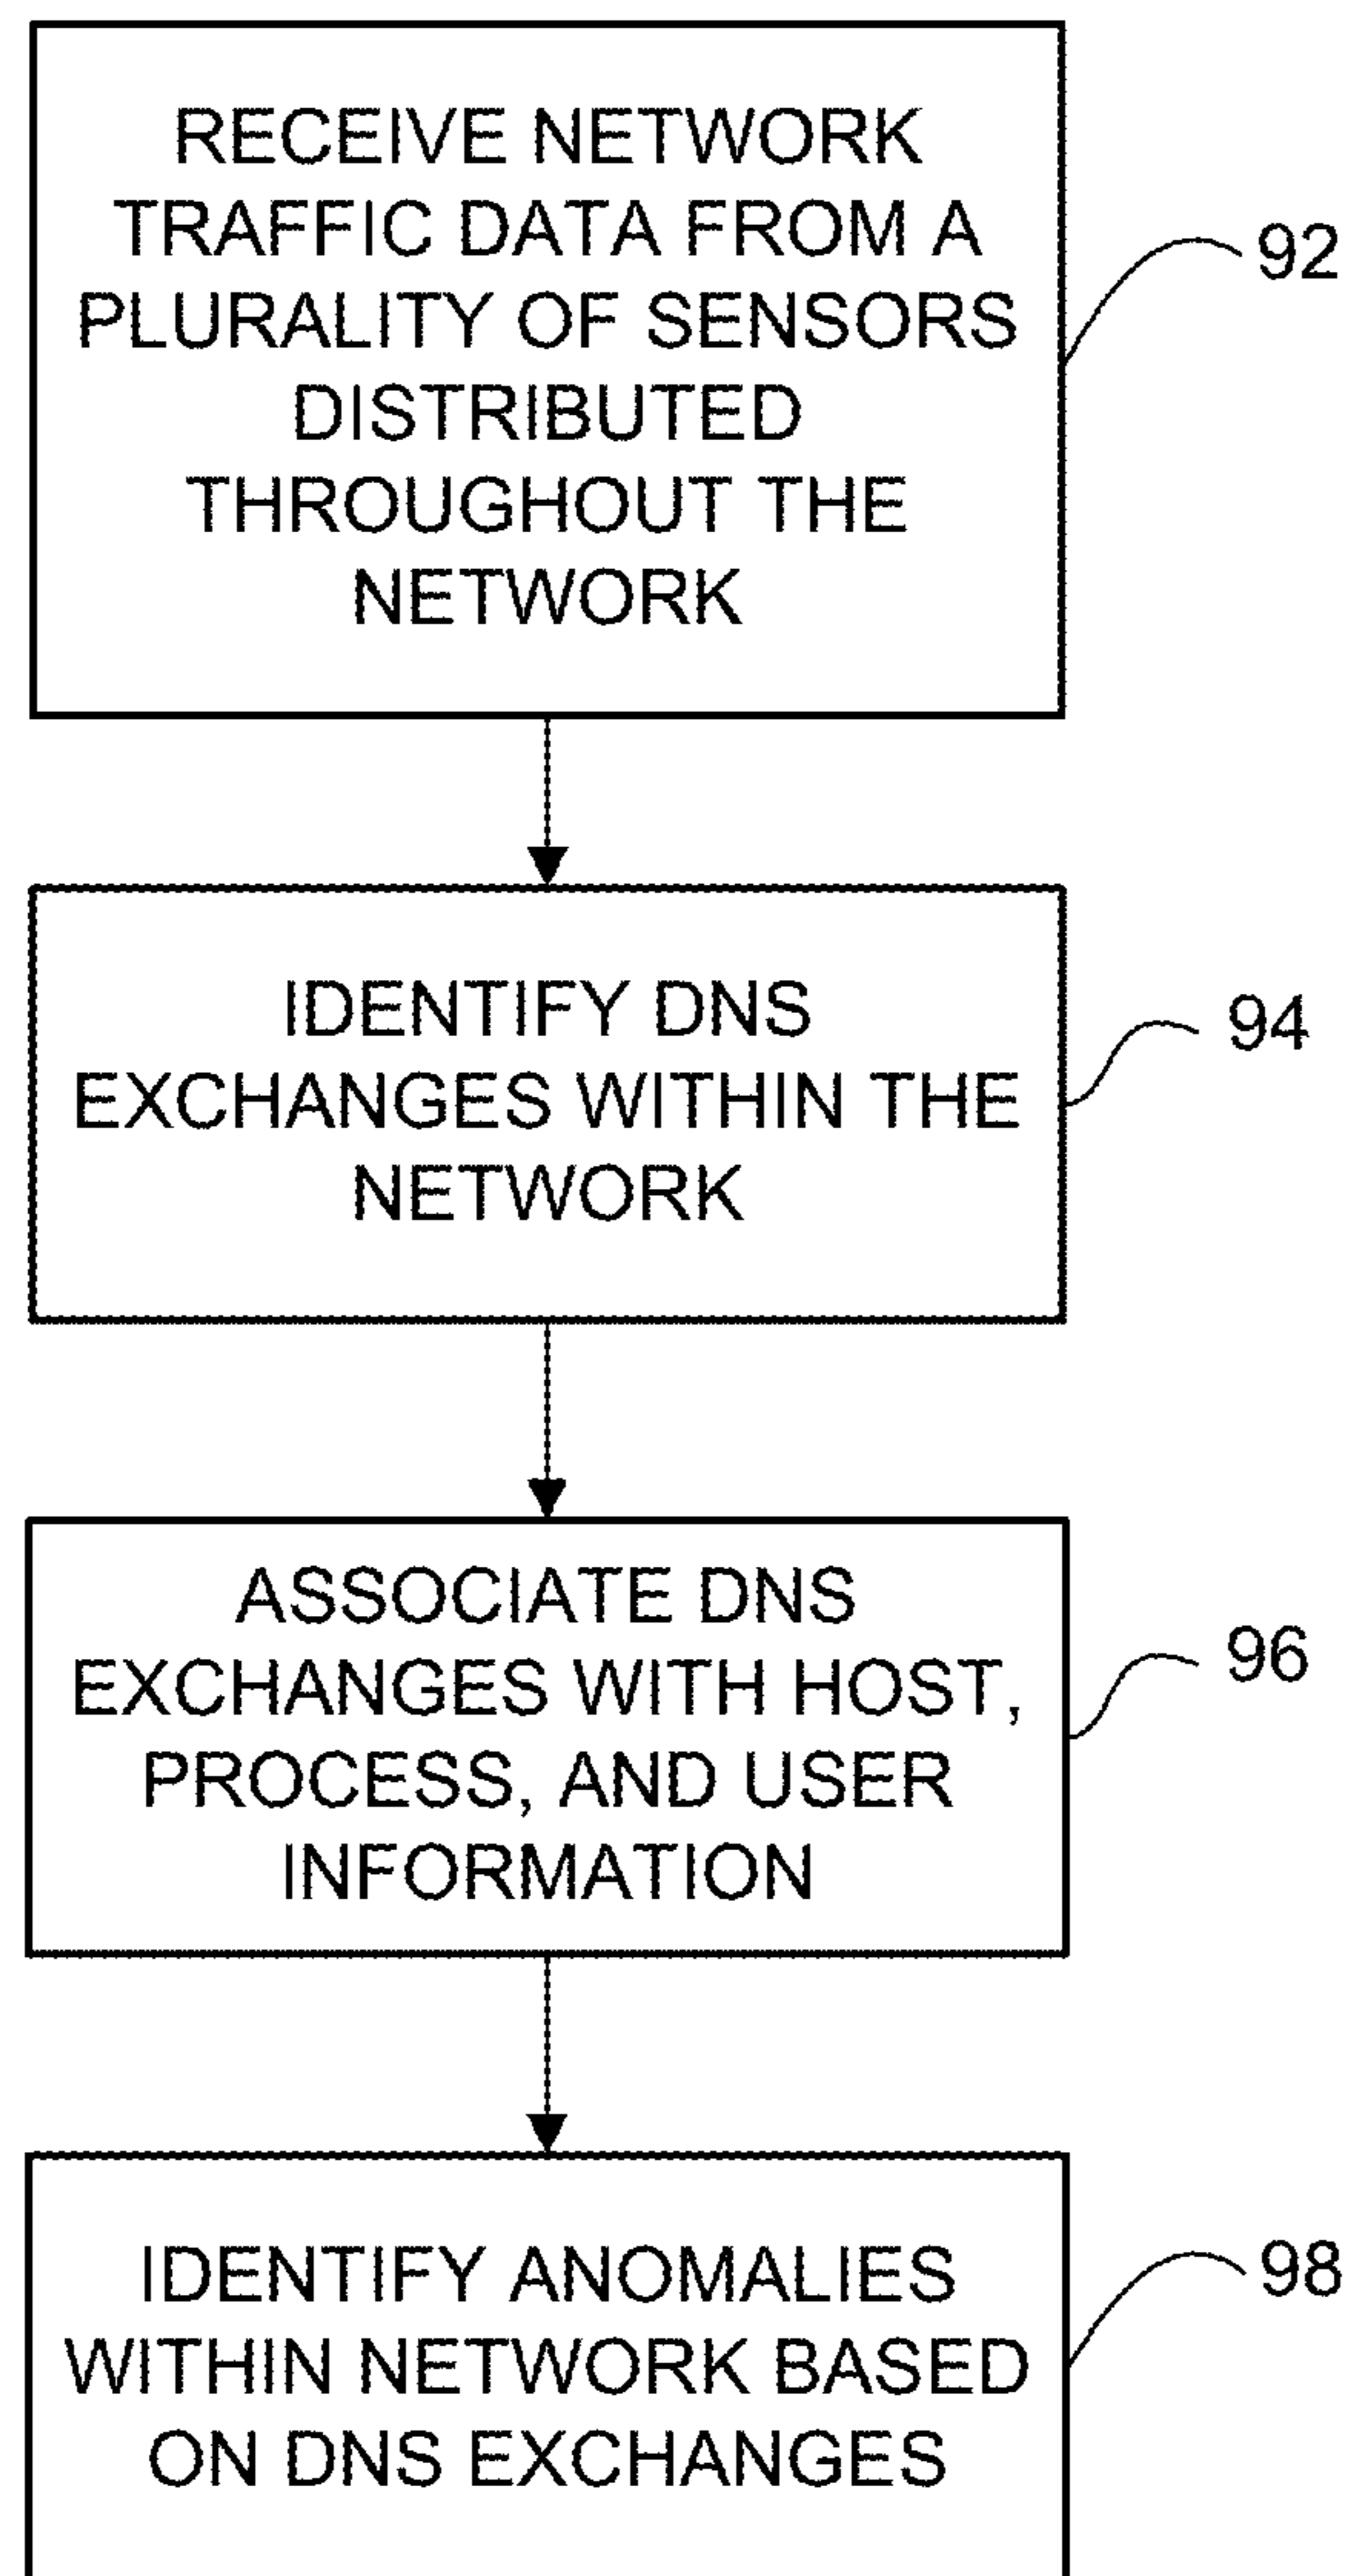 RECEIVE NETWORK
TRAFFIC DATA FROM A
PLURALITY OF SENSORS
DISTRIBUTED
THROUGHOUT THE
NETWORK
92
IDENTIFY DNS
EXCHANGES WITHIN THE
NETWORK
94
ASSOCIATE DNS
EXCHANGES WITH HOST,
PROCESS, AND USER
INFORMATION
96
IDENTIFY ANOMALIES
WITHIN NETWORK BASED
ON DNS EXCHANGES
98